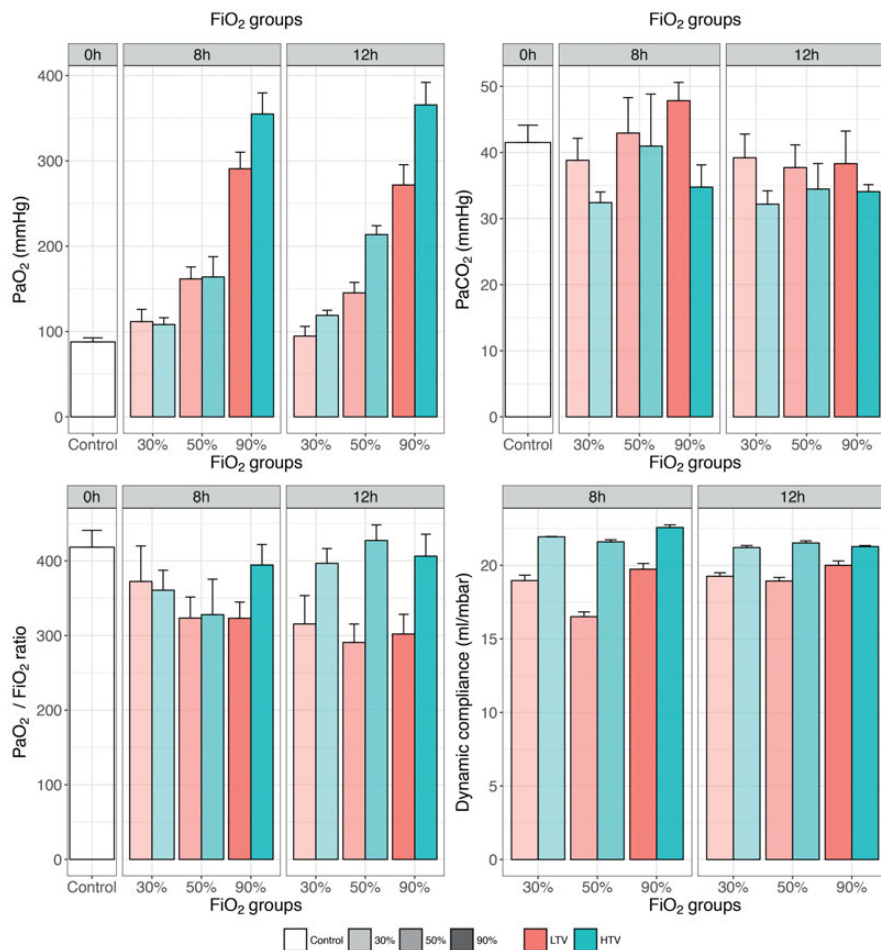 FiO₂ groups
0h 8h 12h
PaO₂ (mmHg)
400
300
200
100
0
Control 30% 50% 90% 30% 50% 90%
FiO₂ groups
FiO₂ groups
0h 8h 12h
PaCO₂ (mmHg)
50
40
30
20
10
0
Control 30% 50% 90% 30% 50% 90%
FiO₂ groups
0h 8h 12h
PaO₂ / FiO₂ ratio
400
300
200
100
0
Control 30% 50% 90% 30% 50% 90%
FiO₂ groups
8h 12h
Dynamic compliance (ml/mbar)
20
15
10
5
0
30% 50% 90% 30% 50% 90%
FiO₂ groups
Control 30% 50% 90% LTV HTV